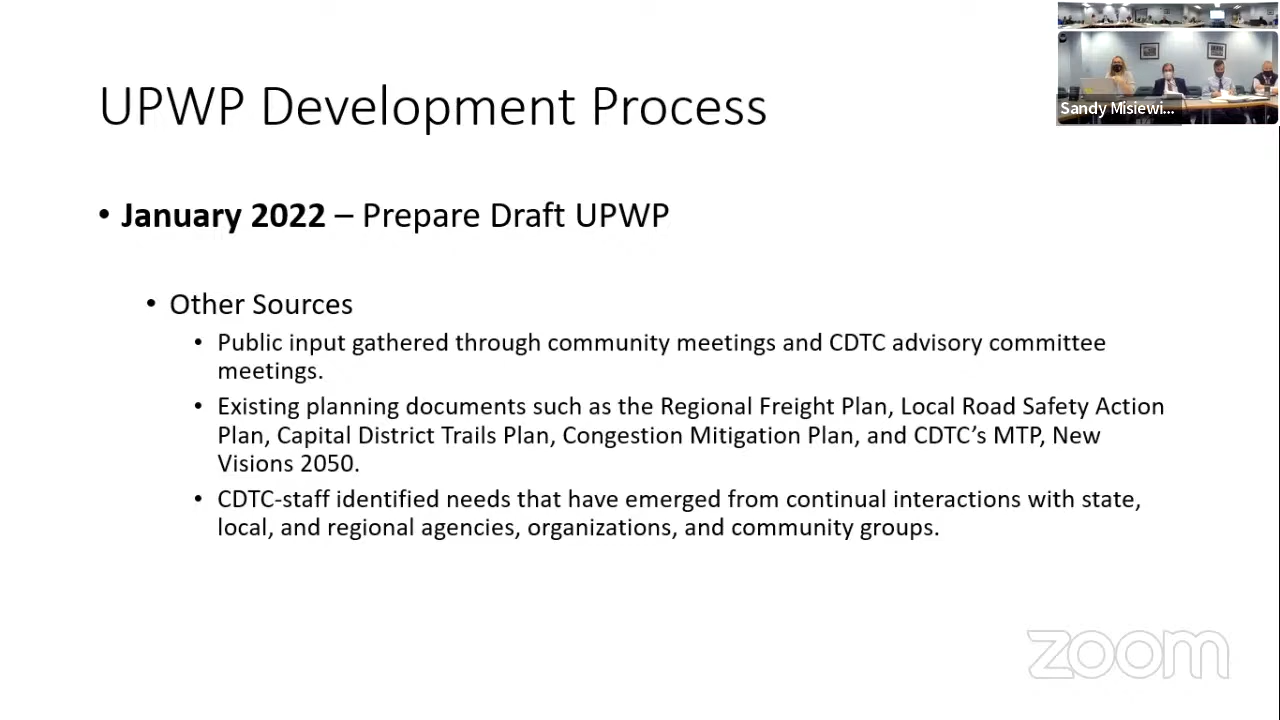 UPWP Development Process
Sandy Misiewi...
• January 2022 – Prepare Draft UPWP
• Other Sources
• Public input gathered through community meetings and CDTC advisory committee
meetings.
• Existing planning documents such as the Regional Freight Plan, Local Road Safety Action
Plan, Capital District Trails Plan, Congestion Mitigation Plan, and CDTC’s MTP, New
Visions 2050.
• CDTC-staff identified needs that have emerged from continual interactions with state,
local, and regional agencies, organizations, and community groups.
zoom